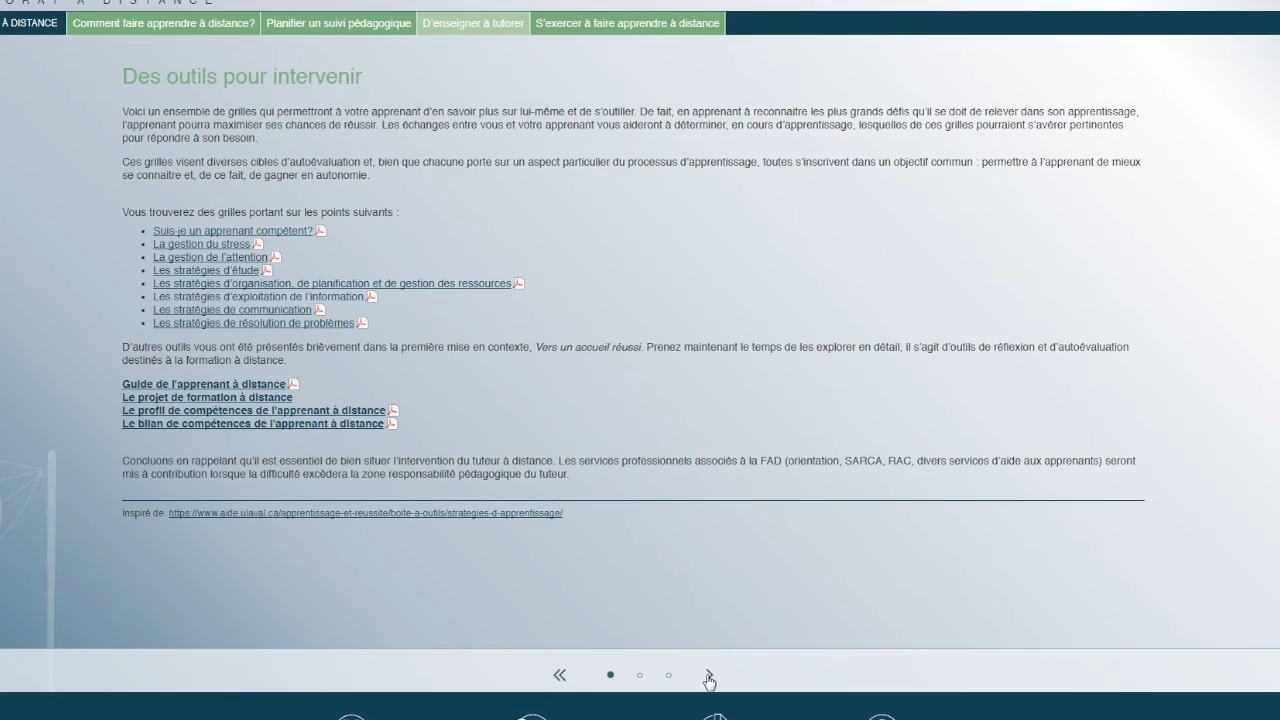 ORAT À DISTANCE
À DISTANCE Comment faire apprendre à distance? Planifier un suivi pédagogique D'enseigner à tutorer S'exercer à faire apprendre à distance
Des outils pour intervenir
Voici un ensemble de grilles qui permettront à votre apprenant d'en savoir plus sur lui-même et de s'outiller. De fait, en apprenant à reconnaitre les plus grands défis qu'il se doit de relever dans son apprentissage,
l'apprenant pourra maximiser ses chances de réussir. Les échanges entre vous et votre apprenant vous aideront à déterminer, en cours d'apprentissage, lesquelles de ces grilles pourraient s'avérer pertinentes
pour répondre à son besoin.
Ces grilles visent diverses cibles d'autoévaluation et, bien que chacune porte sur un aspect particulier du processus d'apprentissage, toutes s'inscrivent dans un objectif commun : permettre à l'apprenant de mieux
se connaitre et, de ce fait, de gagner en autonomie.
Vous trouverez des grilles portant sur les points suivants :
• Suis-je un apprenant compétent?
• La gestion du stress
• La gestion de l'attention
• Les stratégies d'étude
• Les stratégies d'organisation, de planification et de gestion des ressources
• Les stratégies d'exploitation de l'information
• Les stratégies de communication
• Les stratégies de résolution de problèmes
D'autres outils vous ont été présentés brièvement dans la première mise en contexte, Vers un accueil réussi. Prenez maintenant le temps de les explorer en détail, il s'agit d'outils de réflexion et d'autoévaluation
destinés à la formation à distance.
Guide de l'apprenant à distance
Le projet de formation à distance
Le profil de compétences de l'apprenant à distance
Le bilan de compétences de l'apprenant à distance
Concluons en rappelant qu'il est essentiel de bien situer l'intervention du tuteur à distance. Les services professionnels associés à la FAD (orientation, SARCA, RAC, divers services d'aide aux apprenants) seront
mis à contribution lorsque la difficulté excèdera la zone responsabilité pédagogique du tuteur.
Inspiré de: https://www.aide.ulaval.ca/apprentissage-et-reussite/boite-a-outils/strategies-d-apprentissage/